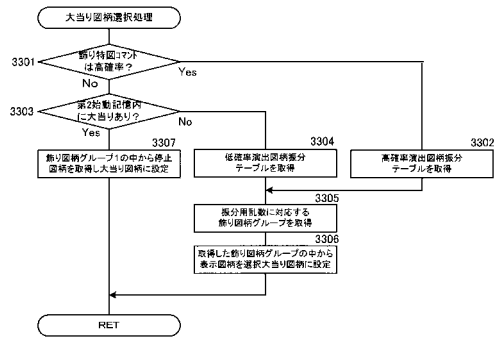 大当り図柄選択処理
3301
飾り特図コマント
は高確率？
Yes
No
3303
第2始動記憶内
に大当りあり？
No
Yes
3307
飾り図柄グループ1の中から停止
図柄を取得し大当り図柄に設定
3304
低確率演出図柄振分
テーブルを取得
3302
高確率演出図柄振分
テーブルを取得
3305
振分用乱数に対応する
飾り図柄グループを取得
3306
取得した飾り図柄グループの中から
表示図柄を選択大当り図柄に設定
RET